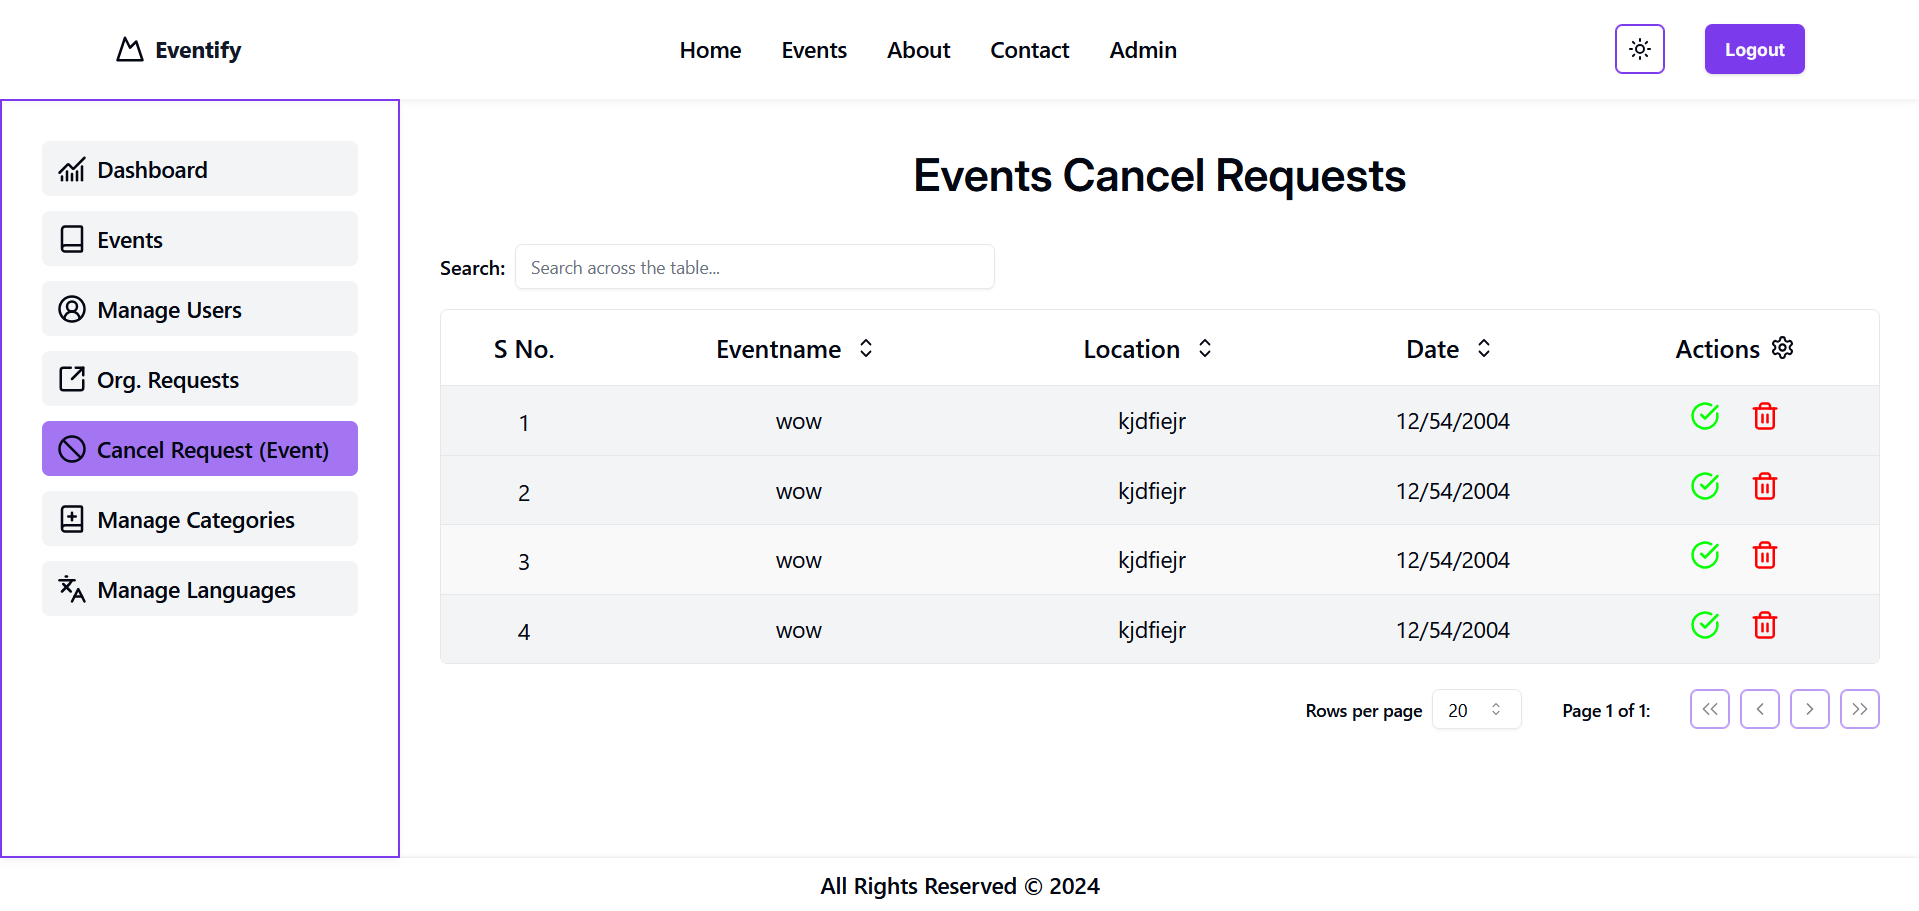 Eventify
Home Events About Contact Admin
Logout
Dashboard
Events
Manage Users
Org. Requests
Cancel Request (Event)
Manage Categories
Manage Languages
Events Cancel Requests
Search: Search across the table...
S No. Eventname Location Date Actions
1 wow kjdfiejr 12/54/2004
2 wow kjdfiejr 12/54/2004
3 wow kjdfiejr 12/54/2004
4 wow kjdfiejr 12/54/2004
Rows per page 20 Page 1 of 1:
All Rights Reserved © 2024